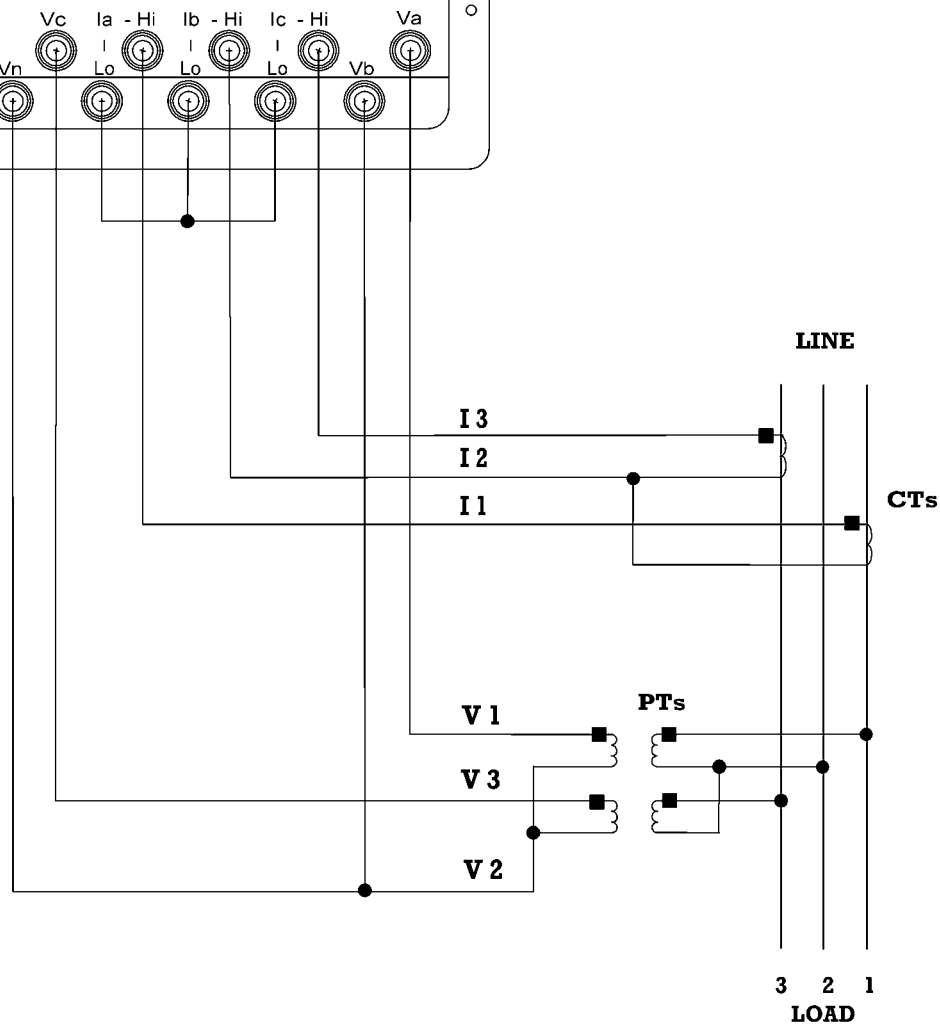 Vc Ia - Hi Ib - Hi Ic - Hi Va
Vn Lo Lo Lo Vb
LINE
I 3
I 2
I 1
CTs
PTs
V 1
V 3
V 2
3 2 1
LOAD